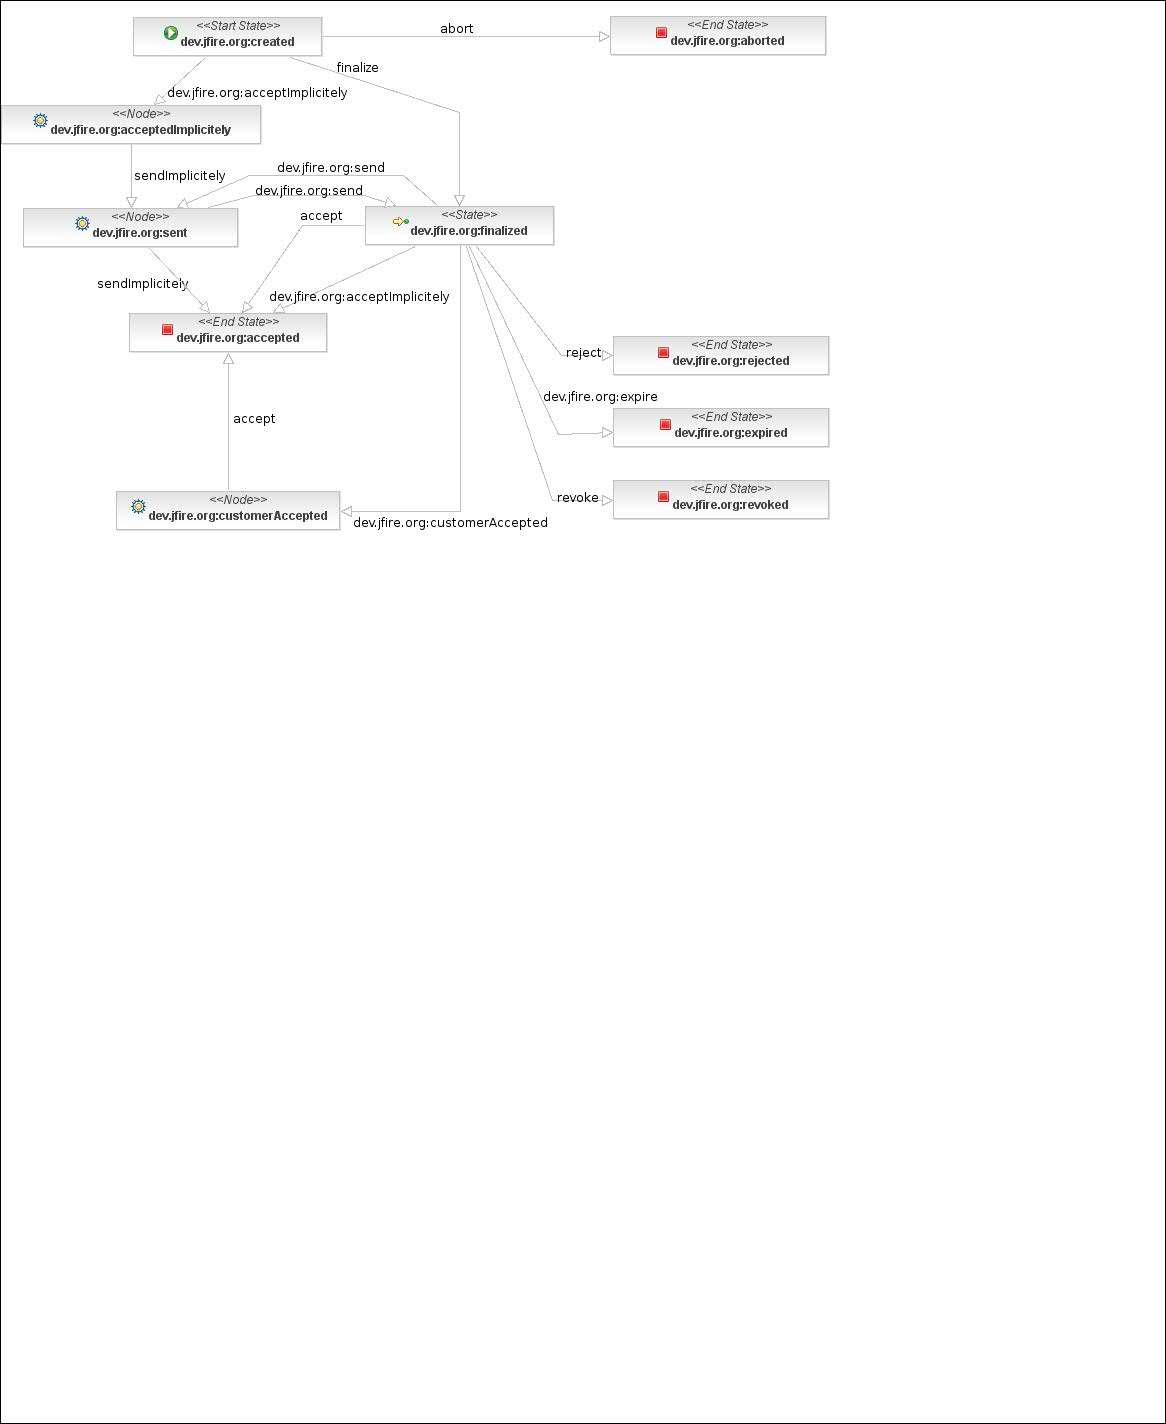 <<Start State>>
dev.jfire.org:created
abort
<<End State>>
dev.jfire.org:aborted
finalize
dev.jfire.org:acceptImplicitely
<<Node>>
dev.jfire.org:acceptedImplicitely
sendImplicitely
dev.jfire.org:send
dev.jfire.org:send
<<Node>>
dev.jfire.org:sent
accept
<<State>>
dev.jfire.org:finalized
sendImplicitely
dev.jfire.org:acceptImplicitely
<<End State>>
dev.jfire.org:accepted
reject
<<End State>>
dev.jfire.org:rejected
dev.jfire.org:expire
<<End State>>
dev.jfire.org:expired
accept
revoke
<<End State>>
dev.jfire.org:revoked
<<Node>>
dev.jfire.org:customerAccepted
dev.jfire.org:customerAccepted